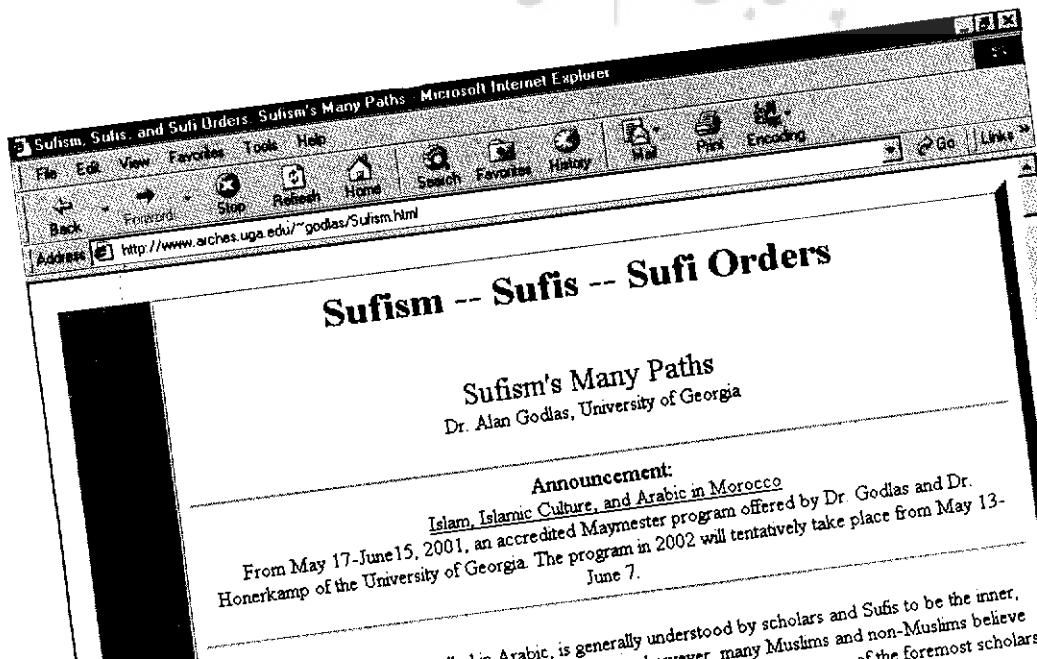 Sufism, Sufis, and Sufi Orders. Sufism's Many Paths - Microsoft Internet Explorer
File Edit View Favorites Tools Help
Back Forward Stop Refresh Home Search Favorites History Mail Print Encoding
Address http://www.arches.uga.edu/~godlas/Sufism.html Go Links »
Sufism -- Sufis -- Sufi Orders
Sufism's Many Paths
Dr. Alan Godlas, University of Georgia
Announcement:
Islam, Islamic Culture, and Arabic in Morocco
From May 17-June15, 2001, an accredited Maymester program offered by Dr. Godlas and Dr.
Honerkamp of the University of Georgia. The program in 2002 will tentatively take place from May 13-
June 7.
in Arabic, is generally understood by scholars and Sufis to be the inner,
many Muslims and non-Muslims believe
of the foremost scholars